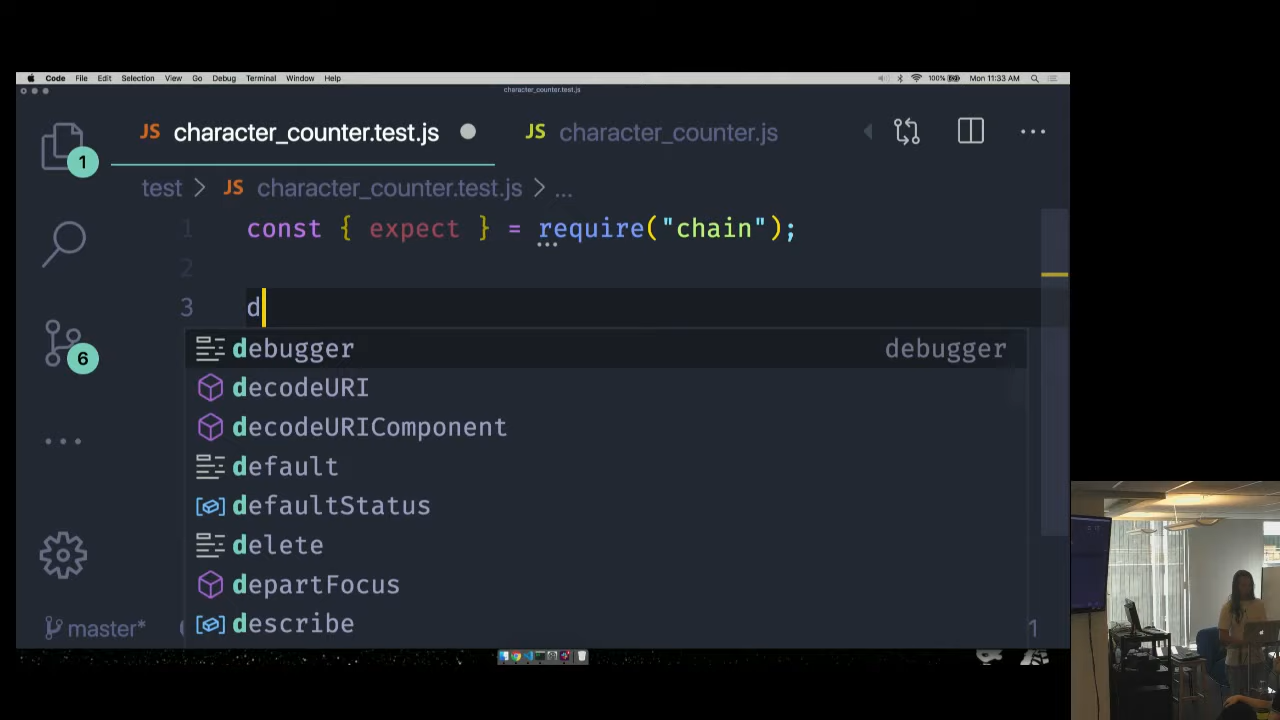 Code File Edit Selection View Go Debug Terminal Window Help 100% Mon 11:33 AM
character_counter.test.js
JS character_counter.test.js JS character_counter.js
1
test > JS character_counter.test.js > ...
1 const { expect } = require("chain");
2
3 d
debugger debugger
decodeURI
6
decodeURIComponent
default
defaultStatus
delete
departFocus
describe
master* 1